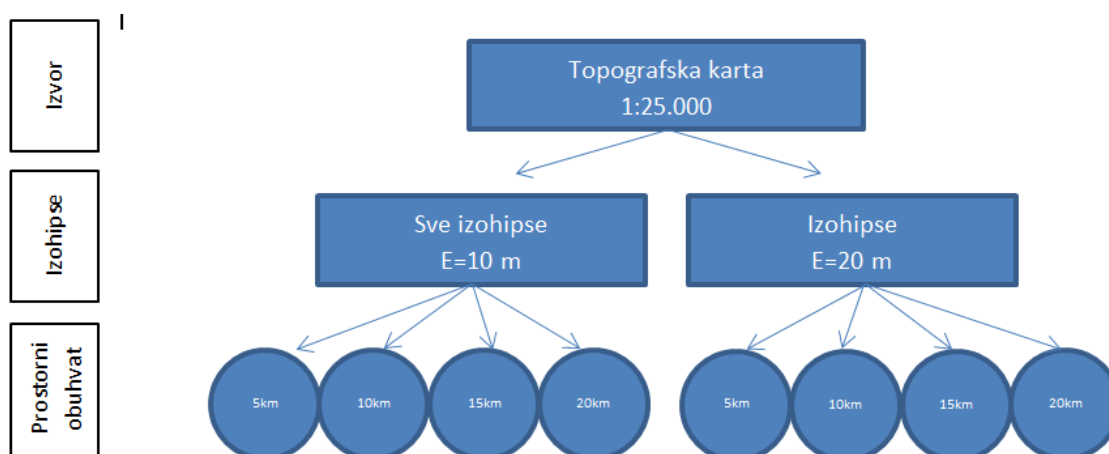 Izvor
Topografska karta
1:25.000
Izohipse
Sve izohipse
E=10 m
Izohipse
E=20 m
Prostorni
obuhvat
5km
10km
15km
20km
5km
10km
15km
20km